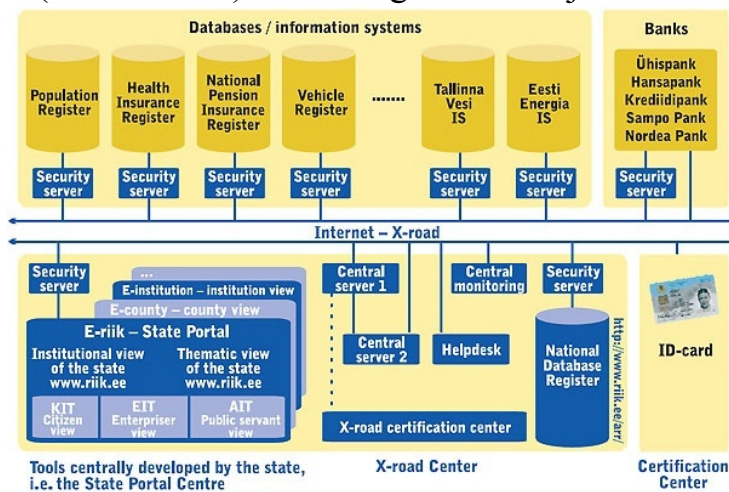 Databases / information systems
Banks
Population
Register
Health
Insurance
Register
National
Pension
Insurance
Register
Vehicle
Register
.......
Tallinna
Vesi
IS
Eesti
Energia
IS
Ühispank
Hansapank
Krediidipank
Sampo Pank
Nordea Pank
Security
server
Security
server
Security
server
Security
server
Security
server
Security
server
Security
server
Internet – X-road
Security
server
...
E-institution – institution view
E-county – county view
E-riik – State Portal
Institutional view
of the state
www.riik.ee
Thematic view
of the state
www.riik.ee
KIT
Citizen
view
EIT
Enterpriser
view
AIT
Public servant
view
Central
server 1
Central
monitoring
Security
server
Central
server 2
Helpdesk
National
Database
Register
http://www.riik.ee/arr/
X-road certification center
ID-card
Tools centrally developed by the state,
i.e. the State Portal Centre
X-road Center
Certification
Center